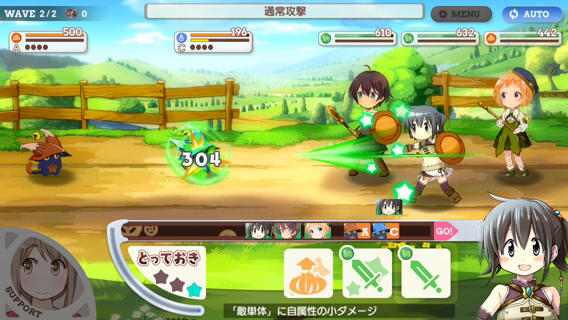 WAVE 2/2 0
通常攻撃
MENU
AUTO
500
196
610
632
442
A
C
304
A C GO!
とっておき
SUPPORT
「敵単体」に自属性の小ダメージ